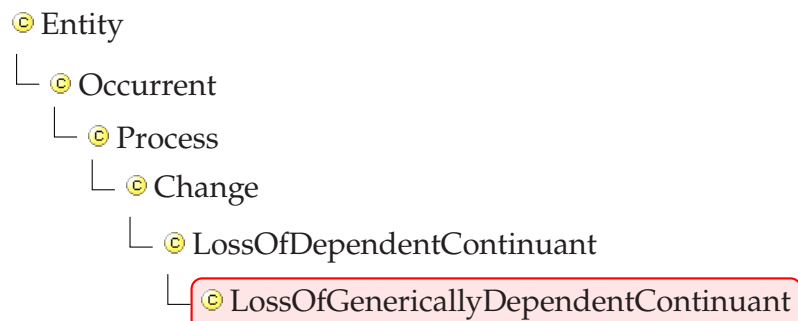 C Entity
C Occurrent
C Process
C Change
C LossOfDependentContinuant
C LossOfGenericallyDependentContinuant